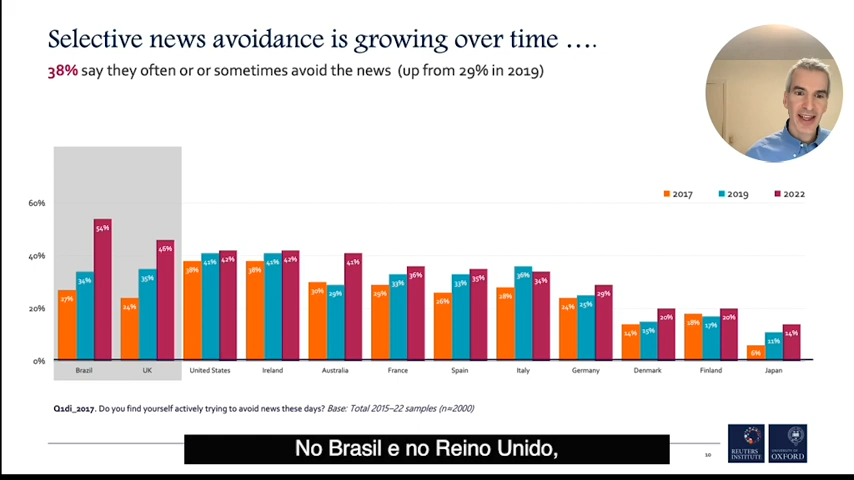 Selective news avoidance is growing over time ….
38% say they often or or sometimes avoid the news (up from 29% in 2019)
2017 2019 2022
60%
40%
20%
0%
27% 34% 54%
24% 35% 46%
38% 41% 42%
38% 41% 42%
30% 29% 41%
29% 33% 36%
26% 33% 35%
28% 36% 34%
24% 25% 29%
14% 15% 20%
18% 17% 20%
6% 11% 14%
Brazil UK United States Ireland Australia France Spain Italy Germany Denmark Finland Japan
Q1di_2017. Do you find yourself actively trying to avoid news these days? Base: Total 2015–22 samples (n=2000)
No Brasil e no Reino Unido,
10
REUTERS
INSTITUTE
UNIVERSITY OF
OXFORD